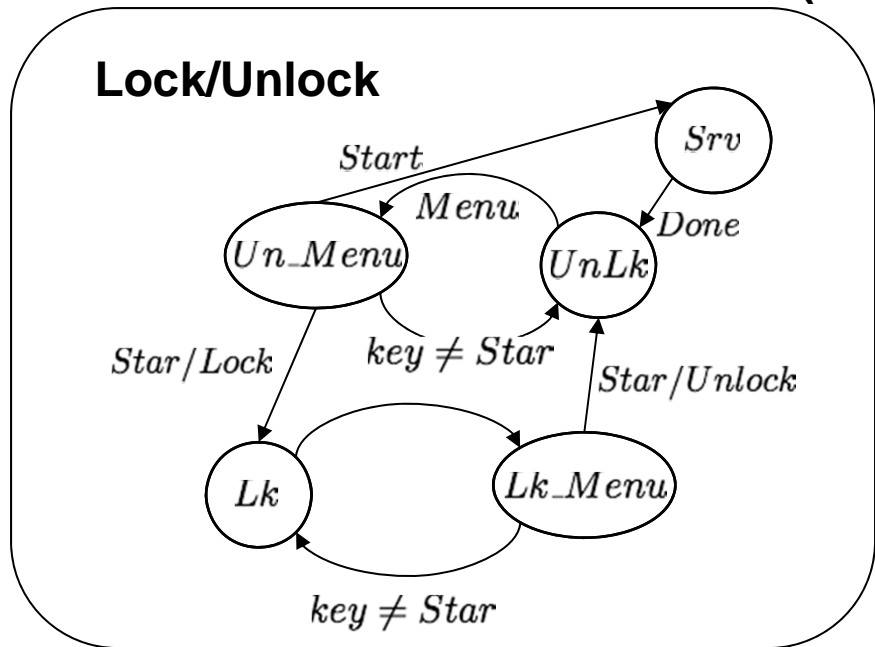 Lock/Unlock
Srv
Start
Menu
Done
Un_Menu
UnLk
key ≠ Star
Star/Lock
Star/Unlock
Lk
Lk_Menu
key ≠ Star